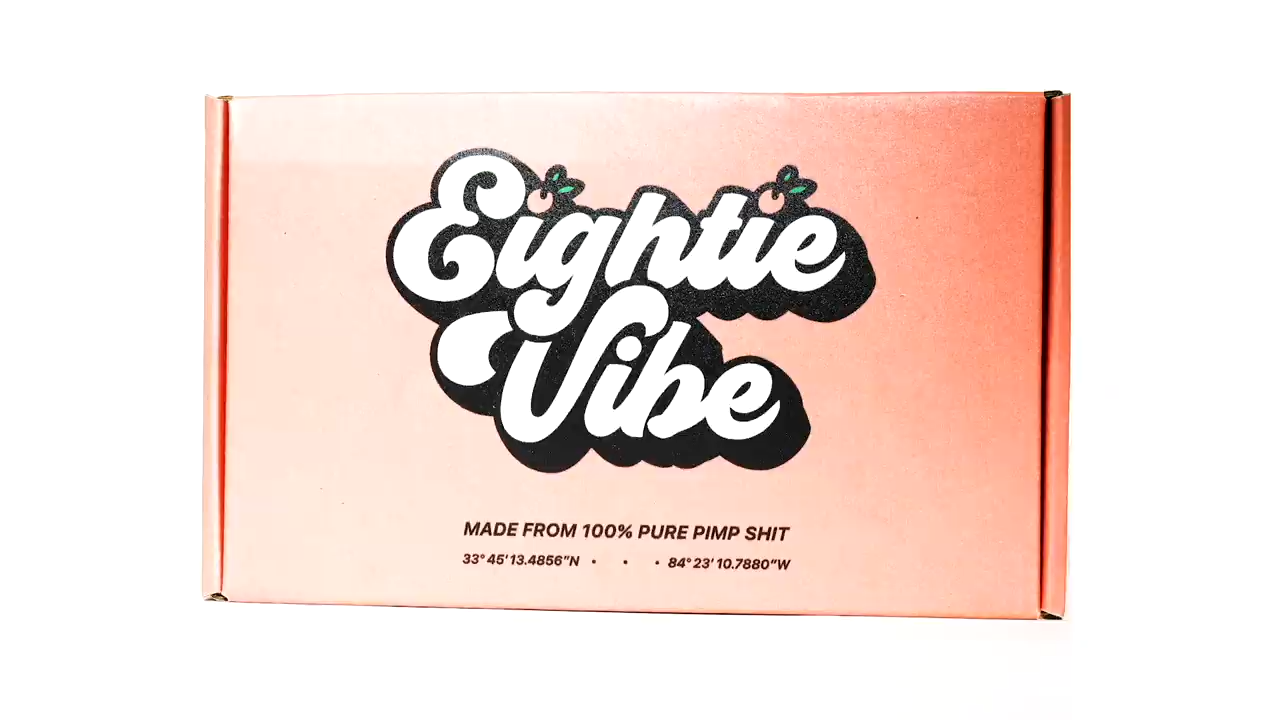 Eightie
Vibe
MADE FROM 100% PURE PIMP SHIT
33° 45' 13.4856"N • • • 84° 23' 10.7880"W